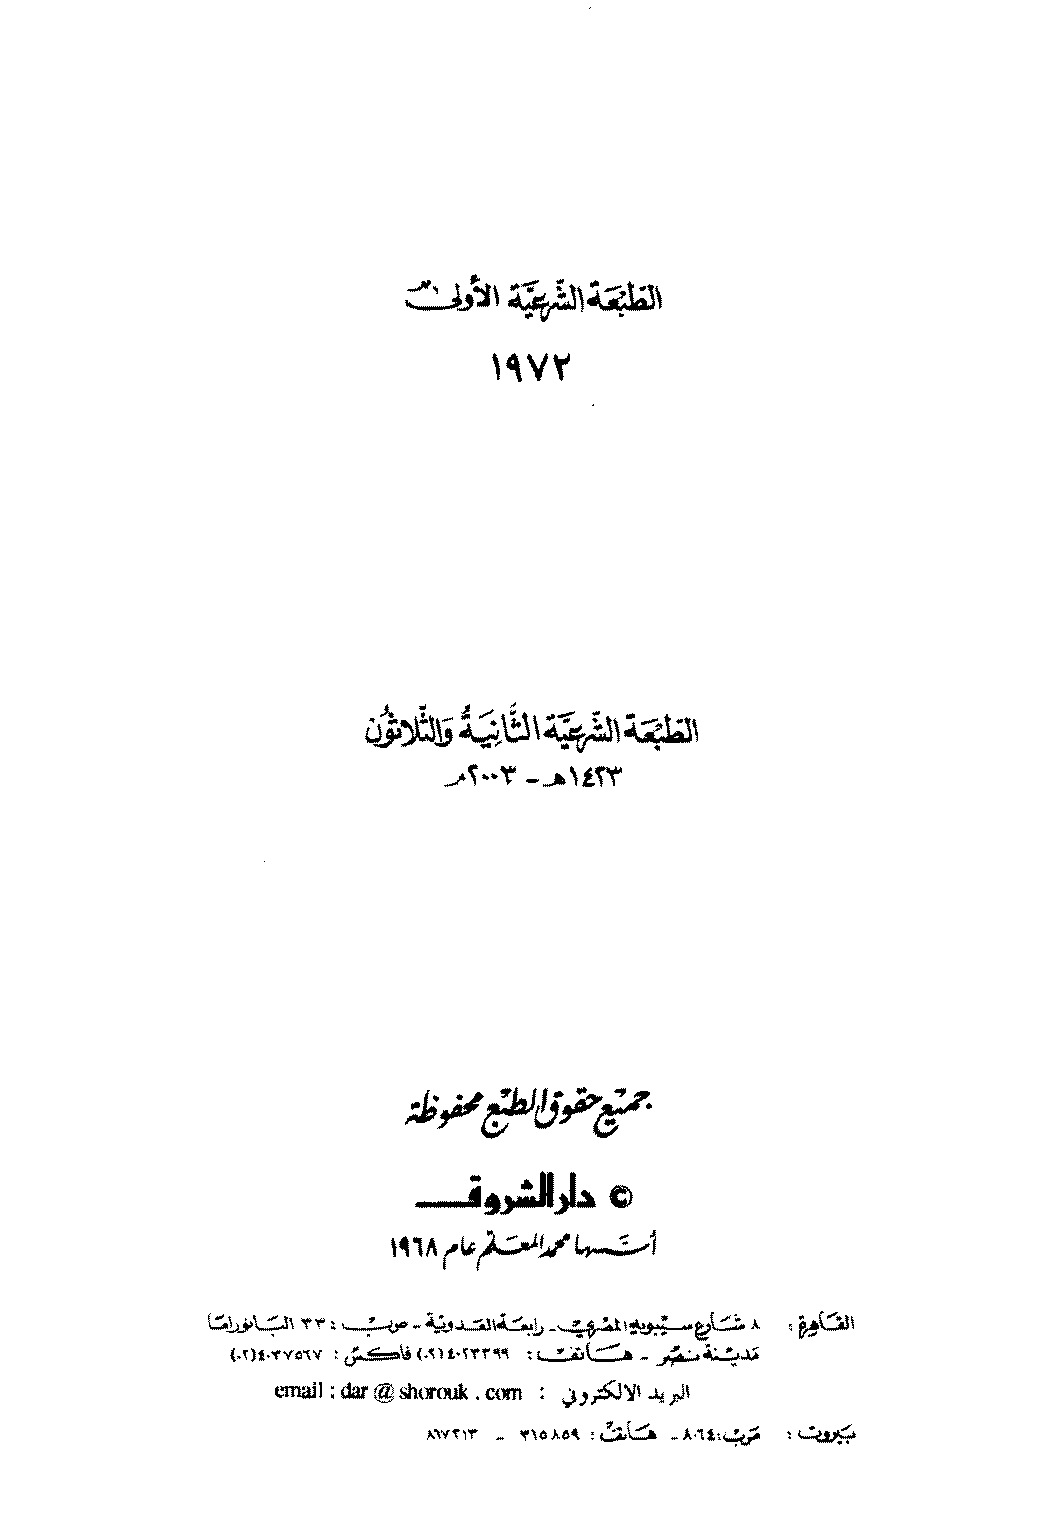 الطبعة الشرعية الأولى
١٩٧٢
الطبعة الشرعية الثانية والثلاثون
١٤٢٣هـ - ٢٠٠٣م
جميع حقوق الطبع محفوظة
© دار الشروق
أسسها محمد المعلم عام ١٩٦٨
القاهرة : ٨ شارع سيبويه المصرى - رابعة العدوية - ص.ب : ٣٣ البانوراما
مدينة نصر - هاتف : ٤٠٢٣٣٩٩ (٠٢) فاكس : ٤٠٣٧٥٦٧ (٠٢)
البريد الالكتروني : email : dar @ shorouk . com
بيروت : ص.ب : ٨٠٦٤ - هاتف : ٣١٥٨٥٩ - ٨١٧٢١٣